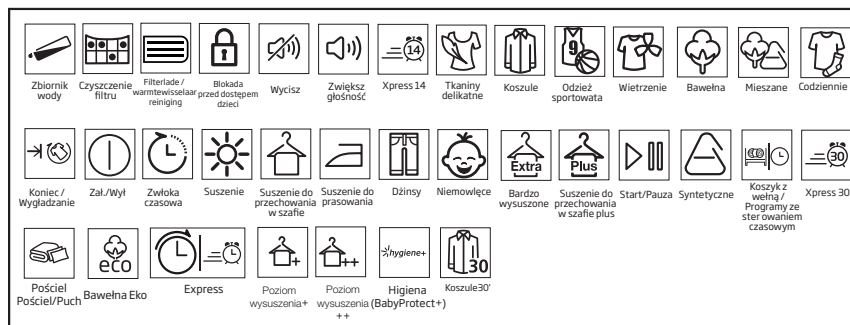 14
9
Zbiornik wody
Czyszczenie filtru
Filterlade / warmtewisselaar reiniging
Blokada przed dostępem dzieci
Wycisz
Zwiększ głośność
Xpress 14
Tkaniny delikatne
Koszule
Odzież sportowata
Wietrzenie
Bawełna
Mieszane
Codziennie
Extra
Plus
30
Koniec / Wygładzanie
Zał./Wył
Zwłoka czasowa
Suszenie
Suszenie do przechowania w szafie
Suszenie do prasowania
Dżinsy
Niemowlęce
Bardzo wysuszone
Suszenie do przechowania w szafie plus
Start/Pauza
Syntetyczne
Koszyk z wełną / Programy ze ster owaniem czasowym
Xpress 30
eco
+
++
hygiene+
30
Pościel Pościel/Puch
Bawełna Eko
Express
Poziom wysuszenia+
Poziom wysuszenia ++
Higiena (BabyProtect+)
Koszule30'